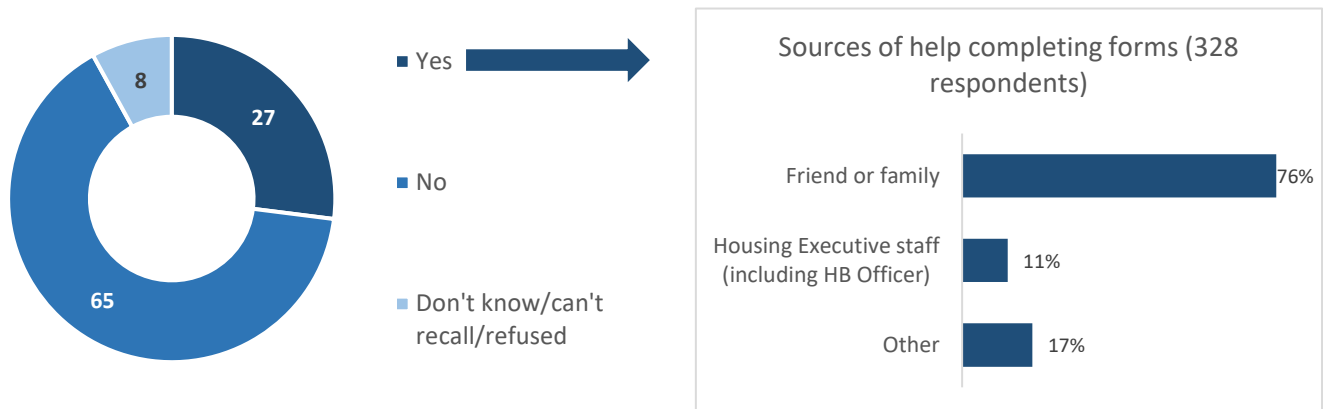 8
27
65
Yes
No
Don't know/can't
recall/refused
Sources of help completing forms (328
respondents)
Friend or family
76%
Housing Executive staff
(including HB Officer)
11%
Other
17%